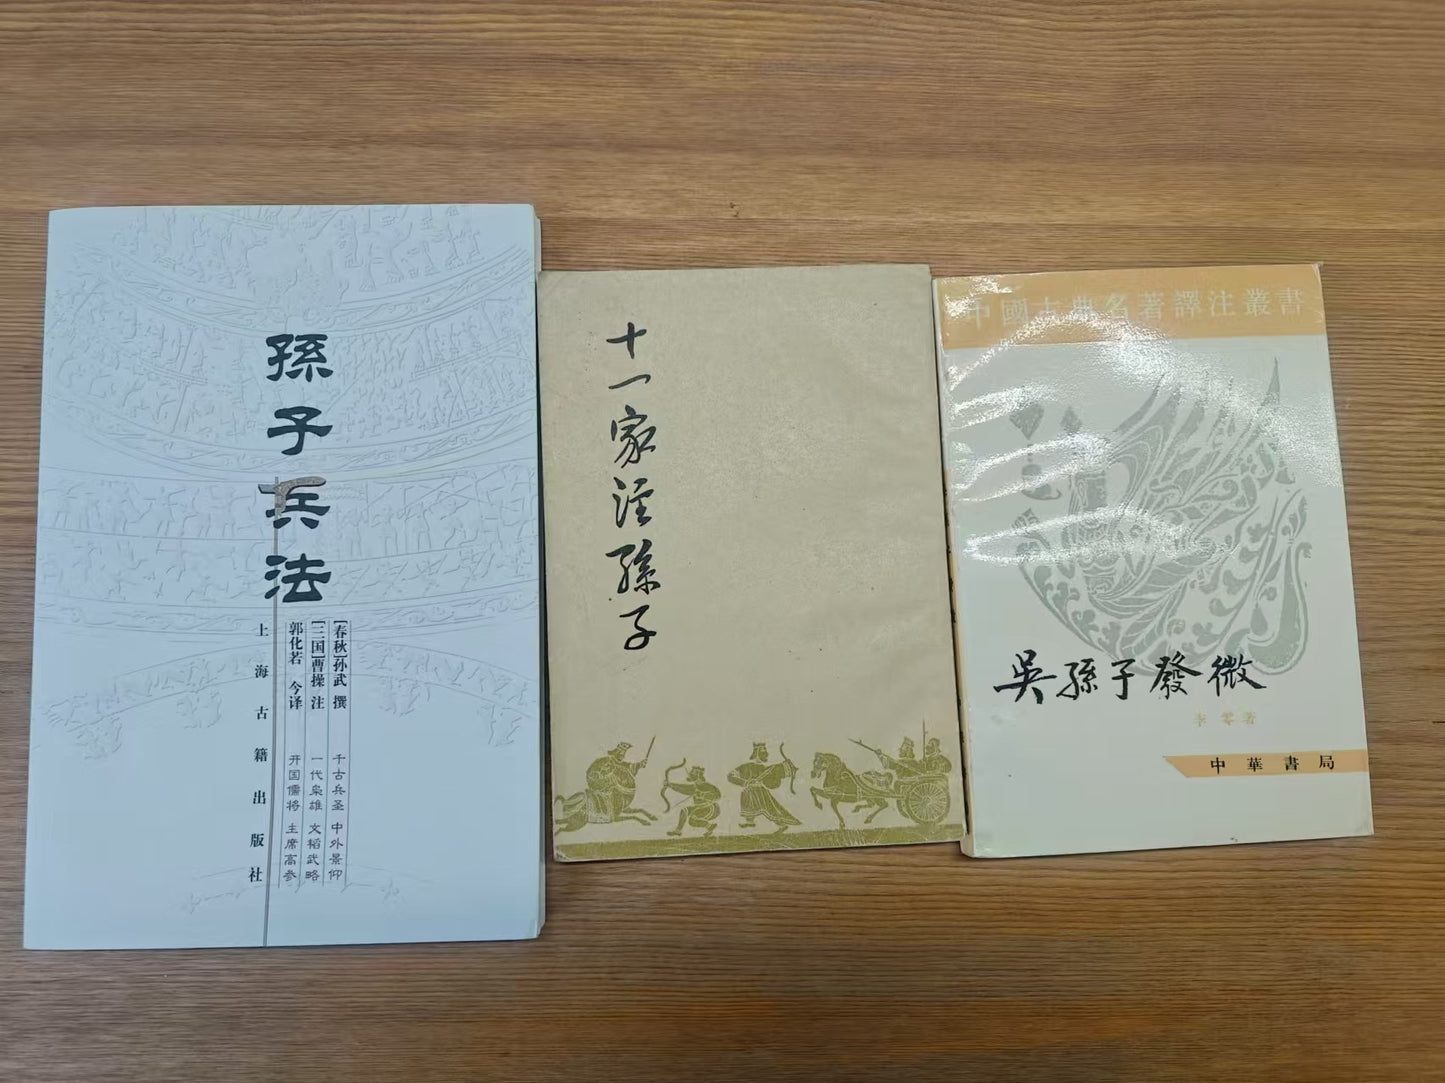 孫子兵法
[春秋]孙武 撰
[三国]曹操 注
郭化若 今译
千古兵圣 中外景仰
一代枭雄 文韬武略
开国儒将 主席高参
上海古籍出版社
十一家注孫子
中國古典名著譯注叢書
吳孫子發微
李零著
中華書局